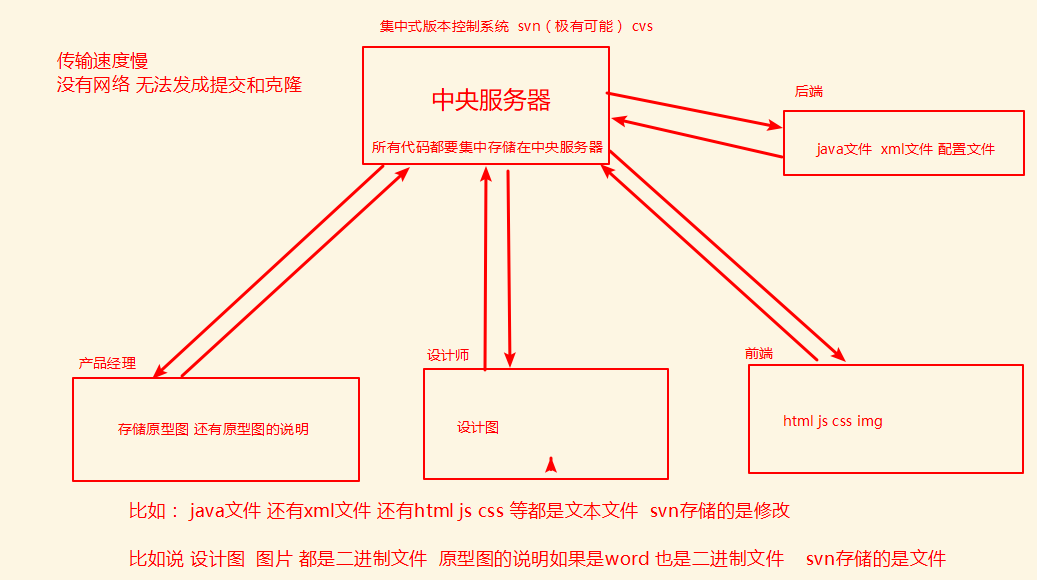 集中式版本控制系统 svn（极有可能）cvs
传输速度慢
没有网络 无法发成提交和克隆
中央服务器
所有代码都要集中存储在中央服务器
后端
java文件 xml文件 配置文件
产品经理
存储原型图 还有原型图的说明
设计师
设计图
前端
html js css img
比如： java文件 还有xml文件 还有html js css 等都是文本文件 svn存储的是修改
比如说 设计图 图片 都是二进制文件 原型图的说明如果是word 也是二进制文件 svn存储的是文件